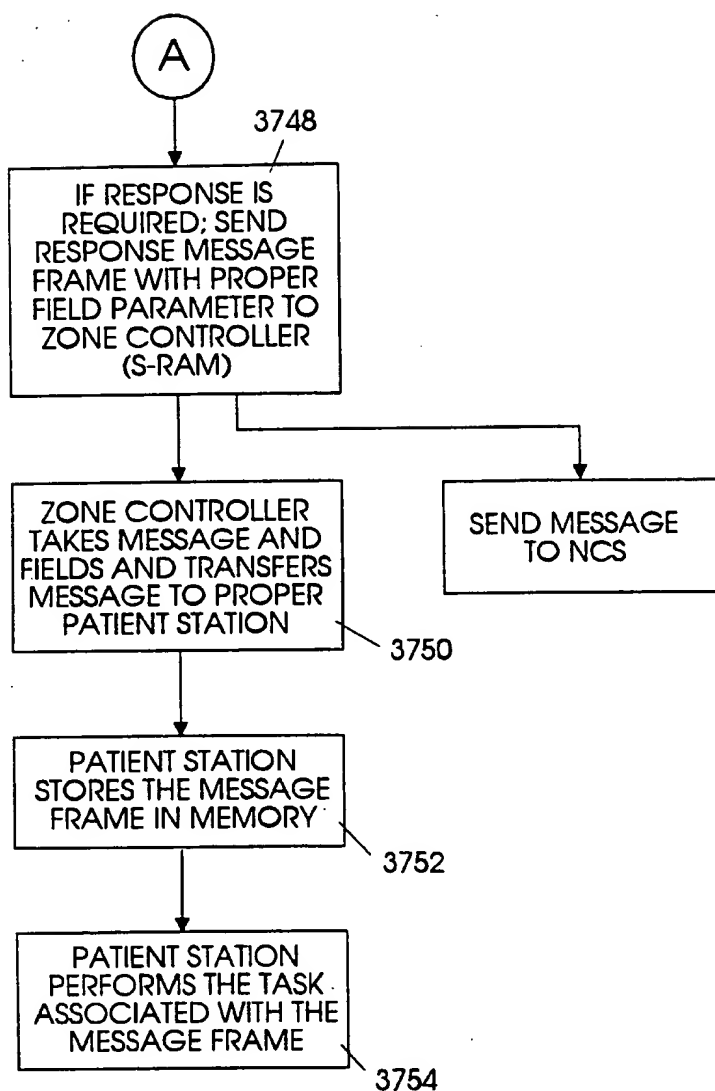 A
3748
IF RESPONSE IS
REQUIRED; SEND
RESPONSE MESSAGE
FRAME WITH PROPER
FIELD PARAMETER TO
ZONE CONTROLLER
(S-RAM)
ZONE CONTROLLER
TAKES MESSAGE AND
FIELDS AND TRANSFERS
MESSAGE TO PROPER
PATIENT STATION
3750
SEND MESSAGE
TO NCS
PATIENT STATION
STORES THE MESSAGE
FRAME IN MEMORY
3752
PATIENT STATION
PERFORMS THE TASK
ASSOCIATED WITH THE
MESSAGE FRAME
3754